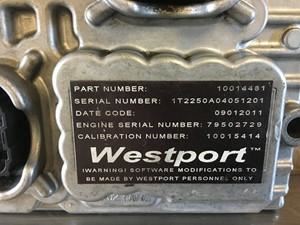 PART NUMBER: 10014481
SERIAL NUMBER: 1T2250A04051201
DATE CODE: 09012011
ENGINE SERIAL NUMBER: 79502729
CALIBRATION NUMBER: 10015414
Westport™
!WARNING! SOFTWARE MODIFICATIONS TO
BE MADE BY WESTPORT PERSONNEL ONLY